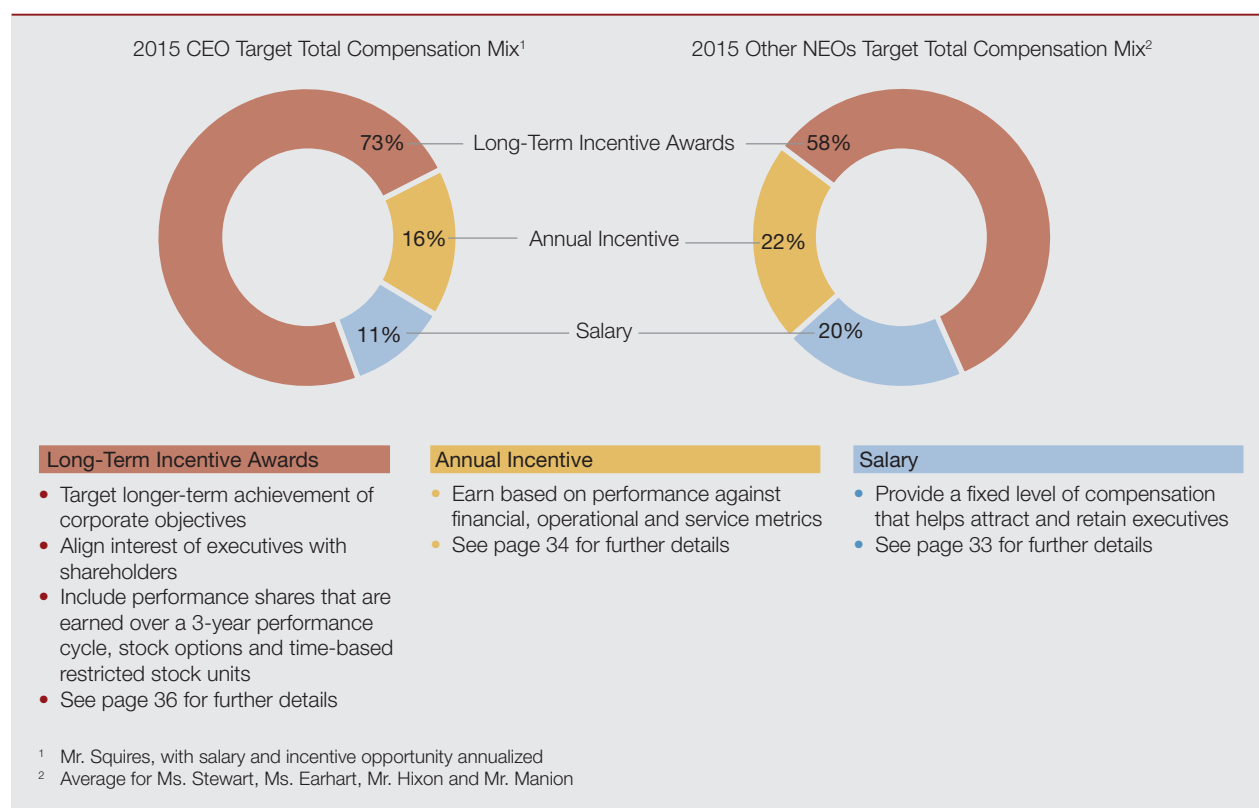 2015 CEO Target Total Compensation Mix¹
2015 Other NEOs Target Total Compensation Mix²
73%
Long-Term Incentive Awards
58%
16%
Annual Incentive
22%
11%
Salary
20%
Long-Term Incentive Awards
• Target longer-term achievement of
corporate objectives
• Align interest of executives with
shareholders
• Include performance shares that are
earned over a 3-year performance
cycle, stock options and time-based
restricted stock units
• See page 36 for further details
Annual Incentive
• Earn based on performance against
financial, operational and service metrics
• See page 34 for further details
Salary
• Provide a fixed level of compensation
that helps attract and retain executives
• See page 33 for further details
¹ Mr. Squires, with salary and incentive opportunity annualized
² Average for Ms. Stewart, Ms. Earhart, Mr. Hixon and Mr. Manion